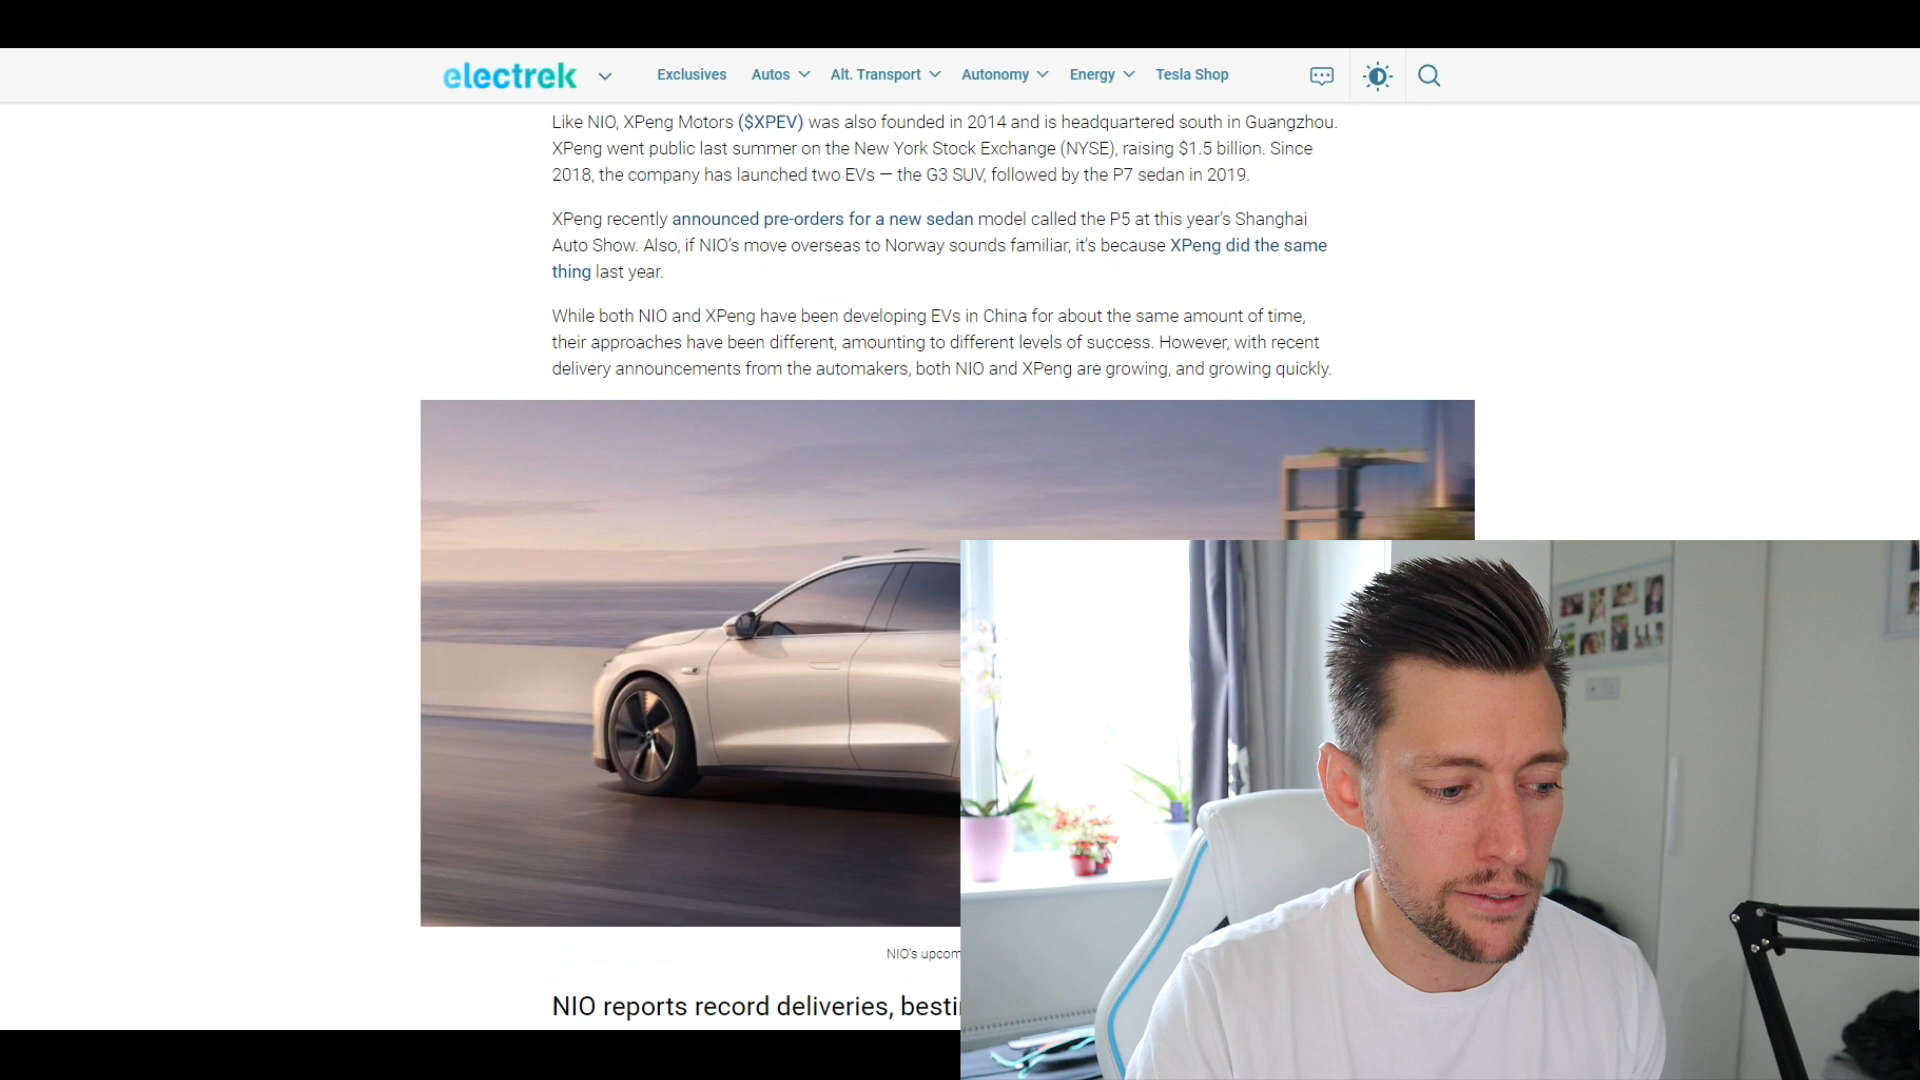 electrek
Exclusives Autos Alt. Transport Autonomy Energy Tesla Shop
Like NIO, XPeng Motors ($XPEV) was also founded in 2014 and is headquartered south in Guangzhou.
XPeng went public last summer on the New York Stock Exchange (NYSE), raising $1.5 billion. Since
2018, the company has launched two EVs — the G3 SUV, followed by the P7 sedan in 2019.
XPeng recently announced pre-orders for a new sedan model called the P5 at this year's Shanghai
Auto Show. Also, if NIO's move overseas to Norway sounds familiar, it's because XPeng did the same
thing last year.
While both NIO and XPeng have been developing EVs in China for about the same amount of time,
their approaches have been different, amounting to different levels of success. However, with recent
delivery announcements from the automakers, both NIO and XPeng are growing, and growing quickly.
NIO's upcom
NIO reports record deliveries, besti